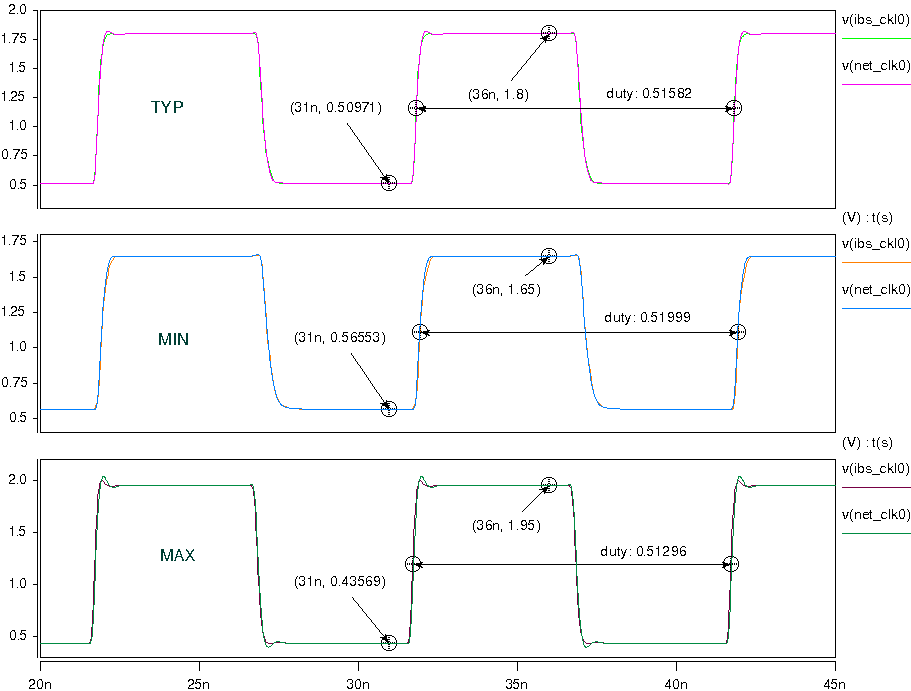 2.0
v(ibs_ckl0)
1.75
v(net_clk0)
1.5
(36n, 1.8)
duty: 0.51582
1.25
TYP
(31n, 0.50971)
1.0
0.75
0.5
(V) : t(s)
1.75
v(ibs_ckl0)
1.5
(36n, 1.65)
v(net_clk0)
1.25
duty: 0.51999
MIN
(31n, 0.56553)
1.0
0.75
0.5
(V) : t(s)
2.0
v(ibs_ckl0)
1.5
(36n, 1.95)
v(net_clk0)
MAX
duty: 0.51296
1.0
(31n, 0.43569)
0.5
20n 25n 30n 35n 40n 45n